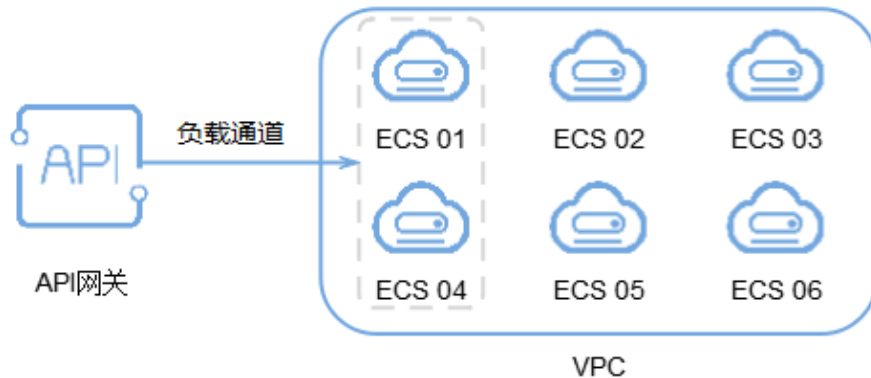 负载通道
API
API网关
ECS 01
ECS 02
ECS 03
ECS 04
ECS 05
ECS 06
VPC